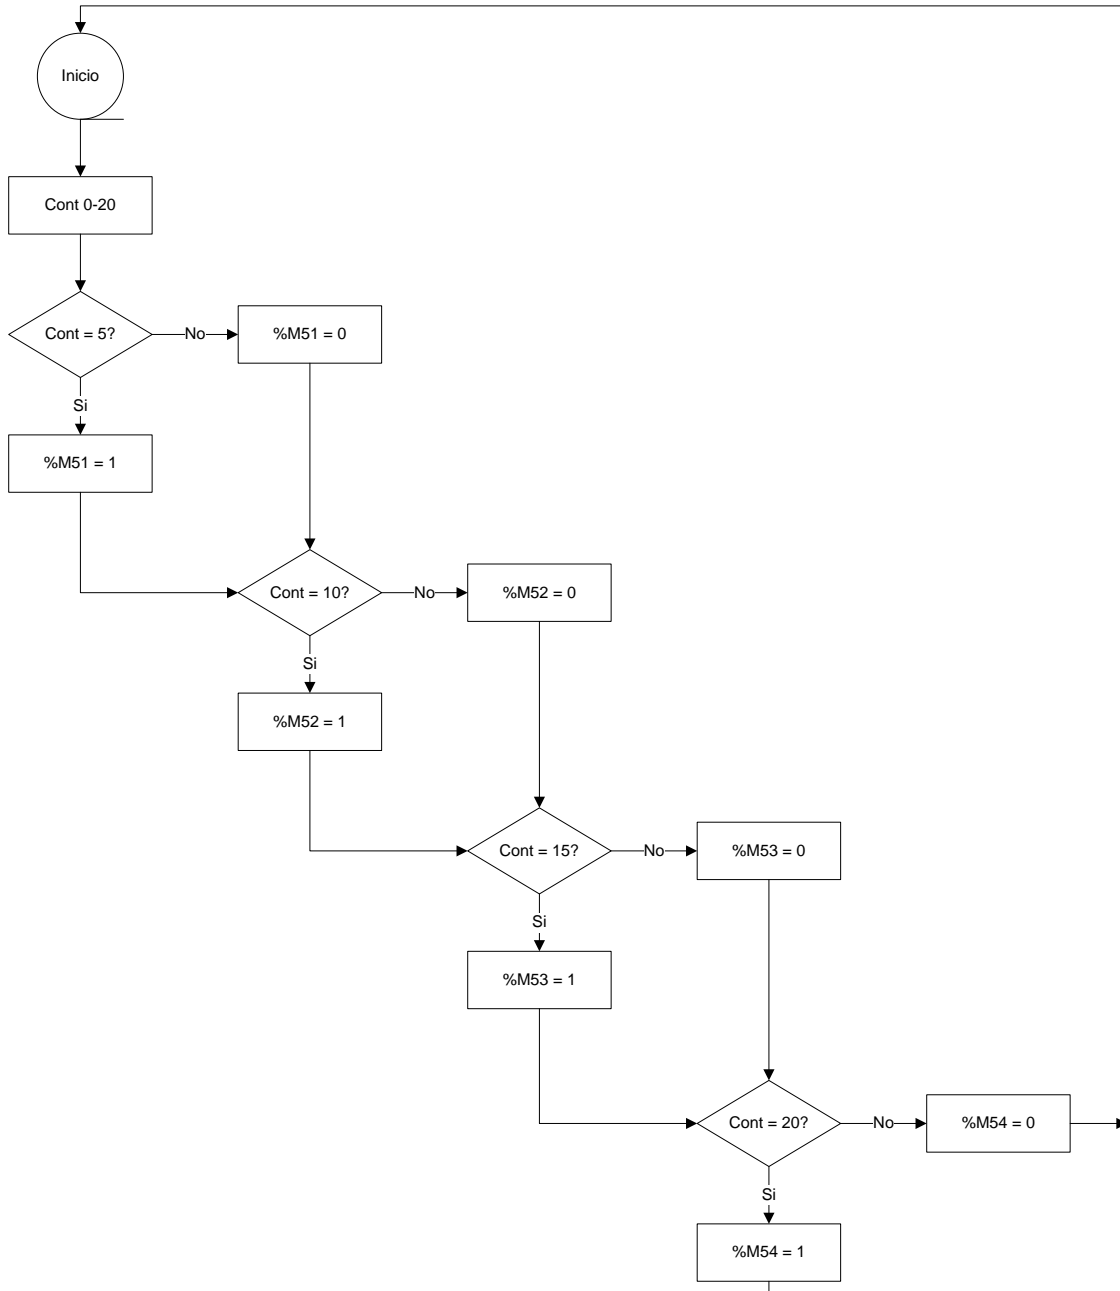 Inicio
Cont 0-20
Cont = 5?
No
%M51 = 0
Si
%M51 = 1
Cont = 10?
No
%M52 = 0
Si
%M52 = 1
Cont = 15?
No
%M53 = 0
Si
%M53 = 1
Cont = 20?
No
%M54 = 0
Si
%M54 = 1